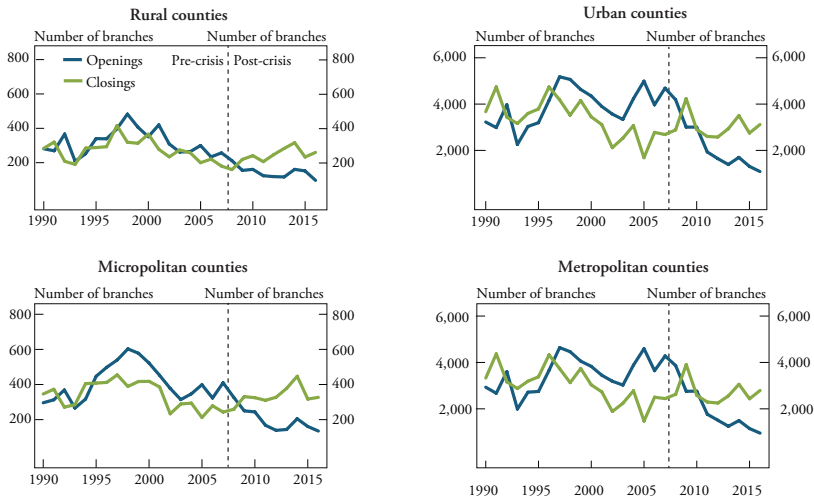 Rural counties
Number of branches Number of branches
800 800
Openings Pre-crisis Post-crisis
Closings
600 600
400 400
200 200
1990 1995 2000 2005 2010 2015
Urban counties
Number of branches Number of branches
6,000 6,000
4,000 4,000
2,000 2,000
1990 1995 2000 2005 2010 2015
Micropolitan counties
Number of branches Number of branches
800 800
600 600
400 400
200 200
1990 1995 2000 2005 2010 2015
Metropolitan counties
Number of branches Number of branches
6,000 6,000
4,000 4,000
2,000 2,000
1990 1995 2000 2005 2010 2015